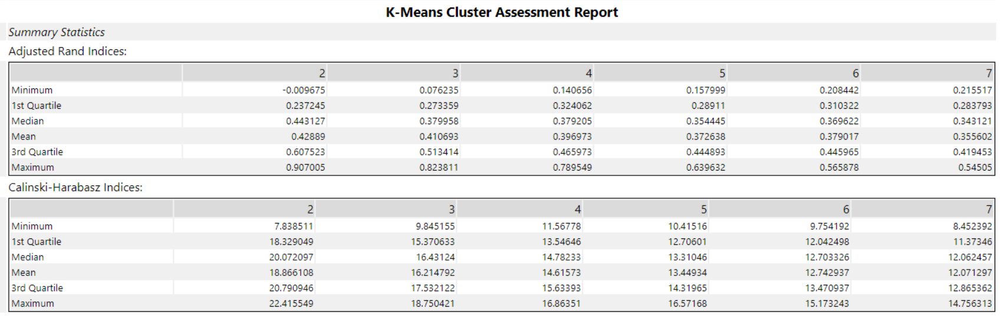 K-Means Cluster Assessment Report
Summary Statistics
Adjusted Rand Indices:
2 3 4 5 6 7
Minimum -0.009675 0.076235 0.140656 0.157999 0.208442 0.215517
1st Quartile 0.237245 0.273359 0.324062 0.28911 0.310322 0.283793
Median 0.443127 0.379958 0.379205 0.354445 0.369622 0.343121
Mean 0.42889 0.410693 0.396973 0.372638 0.379017 0.355602
3rd Quartile 0.607523 0.513414 0.465973 0.444893 0.445965 0.419453
Maximum 0.907005 0.823811 0.789549 0.639632 0.565878 0.54505
Calinski-Harabasz Indices:
2 3 4 5 6 7
Minimum 7.838511 9.845155 11.56778 10.41516 9.754192 8.452392
1st Quartile 18.329049 15.370633 13.54646 12.70601 12.042498 11.37346
Median 20.072097 16.43124 14.78233 13.31046 12.703326 12.062457
Mean 18.866108 16.214792 14.61573 13.44934 12.742937 12.071297
3rd Quartile 20.790946 17.532122 15.63393 14.31965 13.470937 12.865362
Maximum 22.415549 18.750421 16.86351 16.57168 15.173243 14.756313